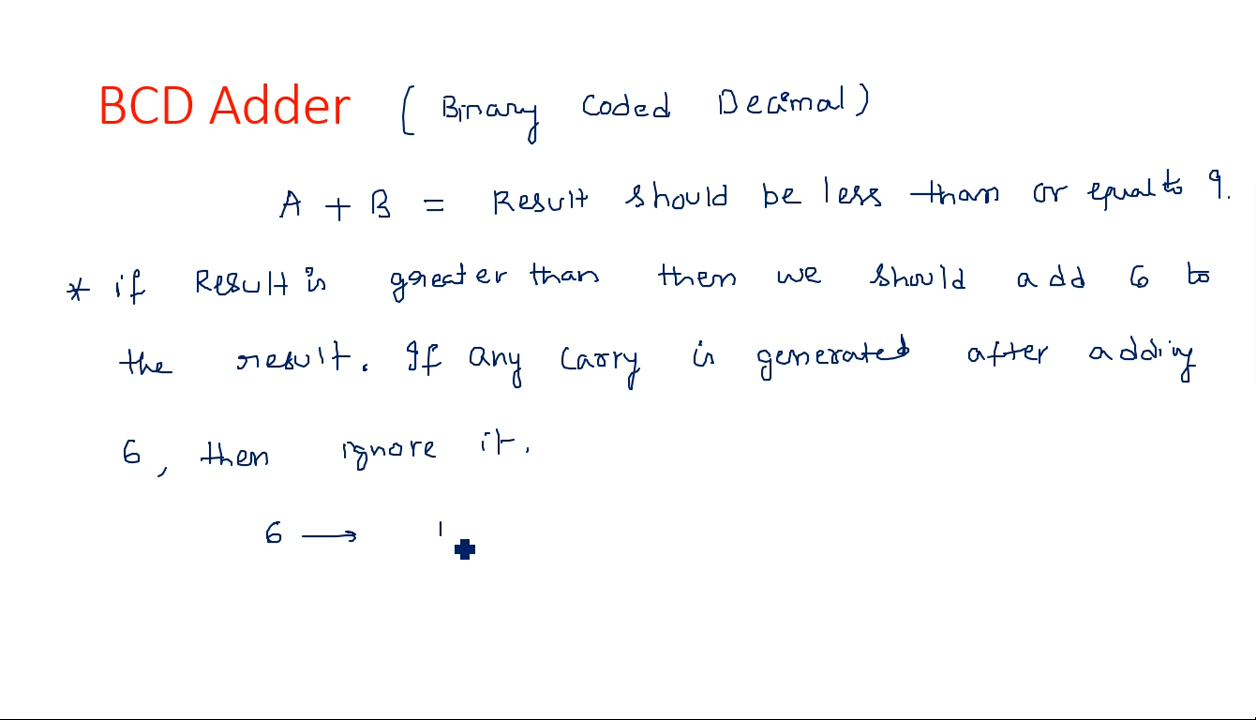 BCD Adder ( Binary Coded Decimal )
A + B = Result should be less than or equal to 9.
* if Result is greater than then we should add 6 to
the result. If any carry is generated after adding
6, then ignore it.
6 → 1